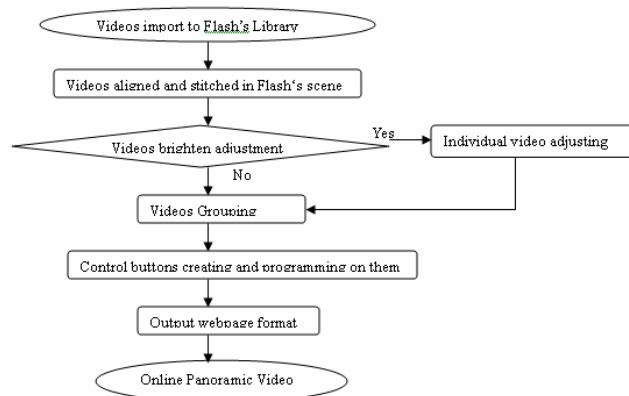 Videos import to Flash's Library
Videos aligned and stitched in Flash's scene
Videos brighten adjustment
Yes
Individual video adjusting
No
Videos Grouping
Control buttons creating and programming on them
Output webpage format
Online Panoramic Video